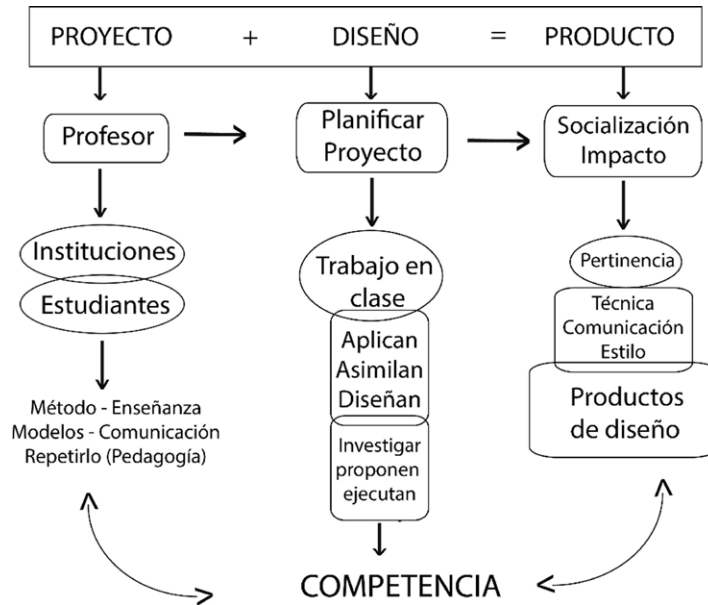 PROYECTO + DISEÑO = PRODUCTO
Profesor
Planificar
Proyecto
Socialización
Impacto
Instituciones
Estudiantes
Trabajo en
clase
Pertinencia
Técnica
Comunicación
Estilo
Aplican
Asimilan
Diseñan
Productos
de diseño
Método - Enseñanza
Modelos - Comunicación
Repetirlo (Pedagogía)
Investigar
proponen
ejecutan
COMPETENCIA